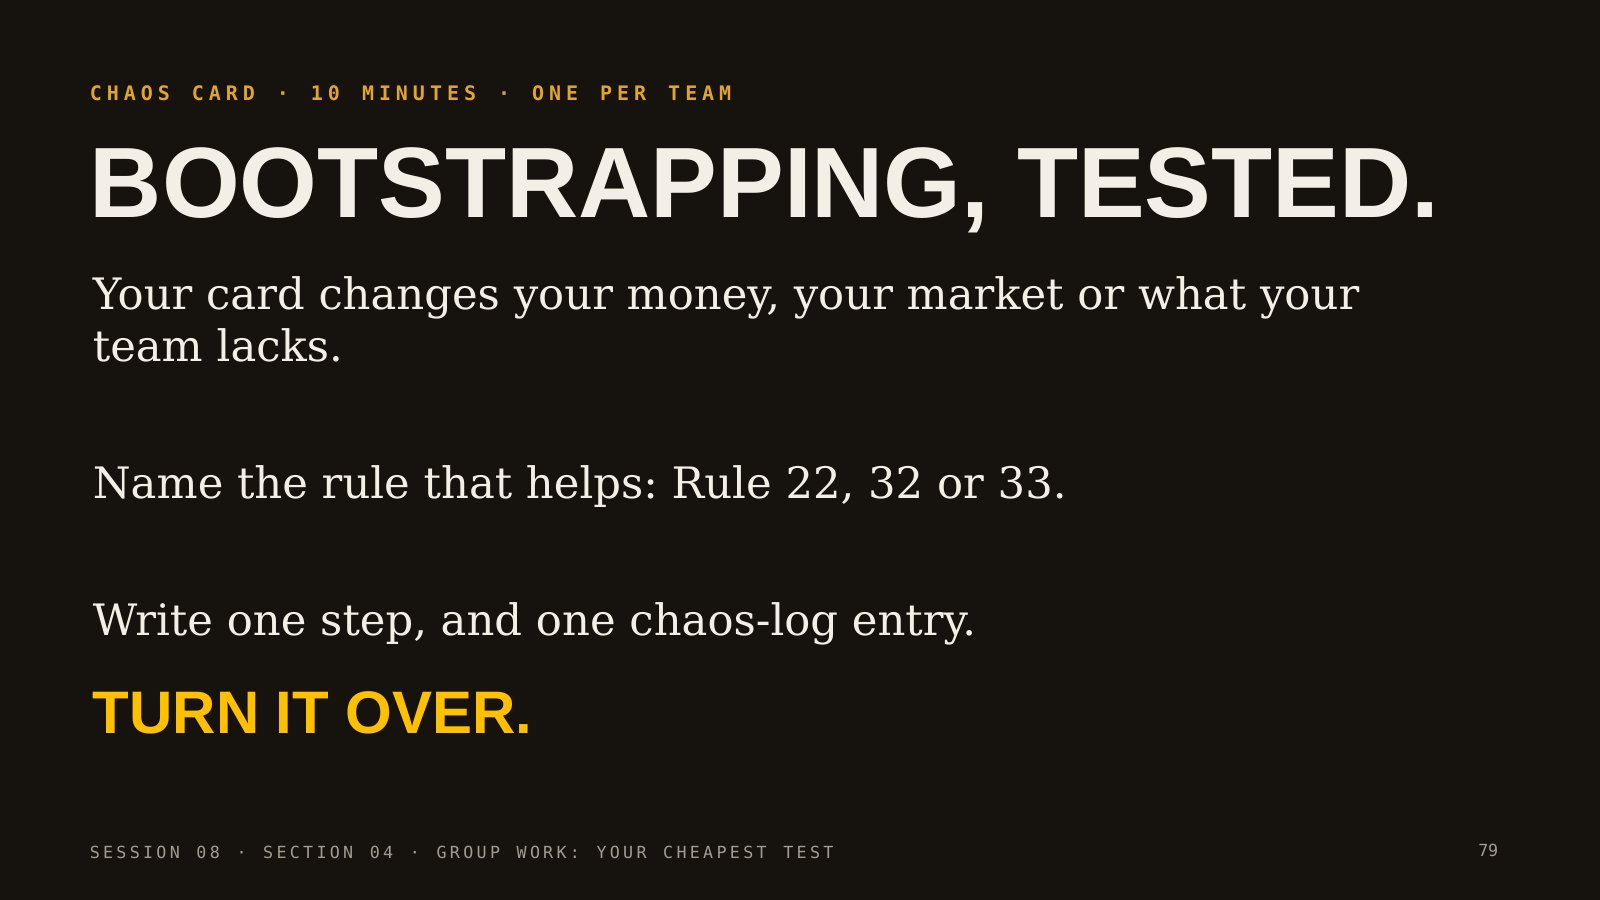 CHAOS CARD · 10 MINUTES · ONE PER TEAM
BOOTSTRAPPING, TESTED.
Your card changes your money, your market or what your
team lacks.
Name the rule that helps: Rule 22, 32 or 33.
Write one step, and one chaos-log entry.
TURN IT OVER.
SESSION 08 · SECTION 04 · GROUP WORK: YOUR CHEAPEST TEST
79